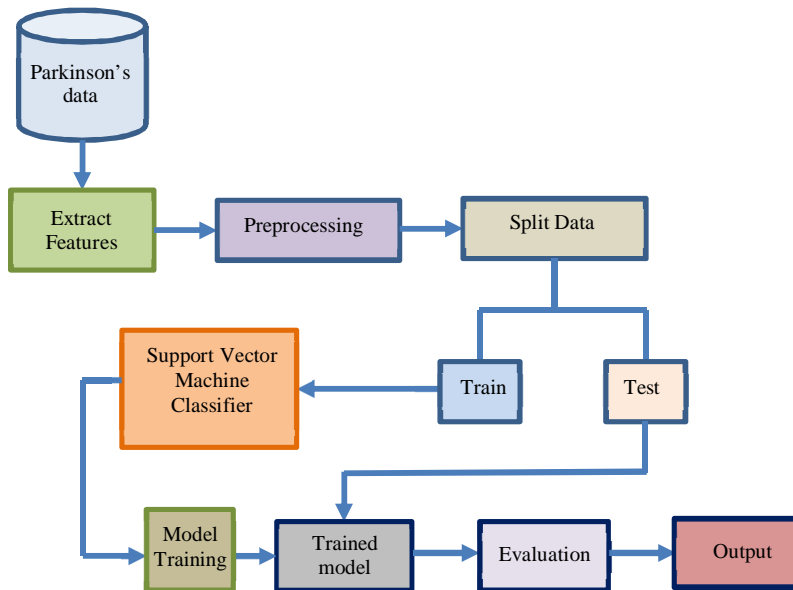 Parkinson’s
data
Extract
Features
Preprocessing
Split Data
Support Vector
Machine
Classifier
Train
Test
Model
Training
Trained
model
Evaluation
Output